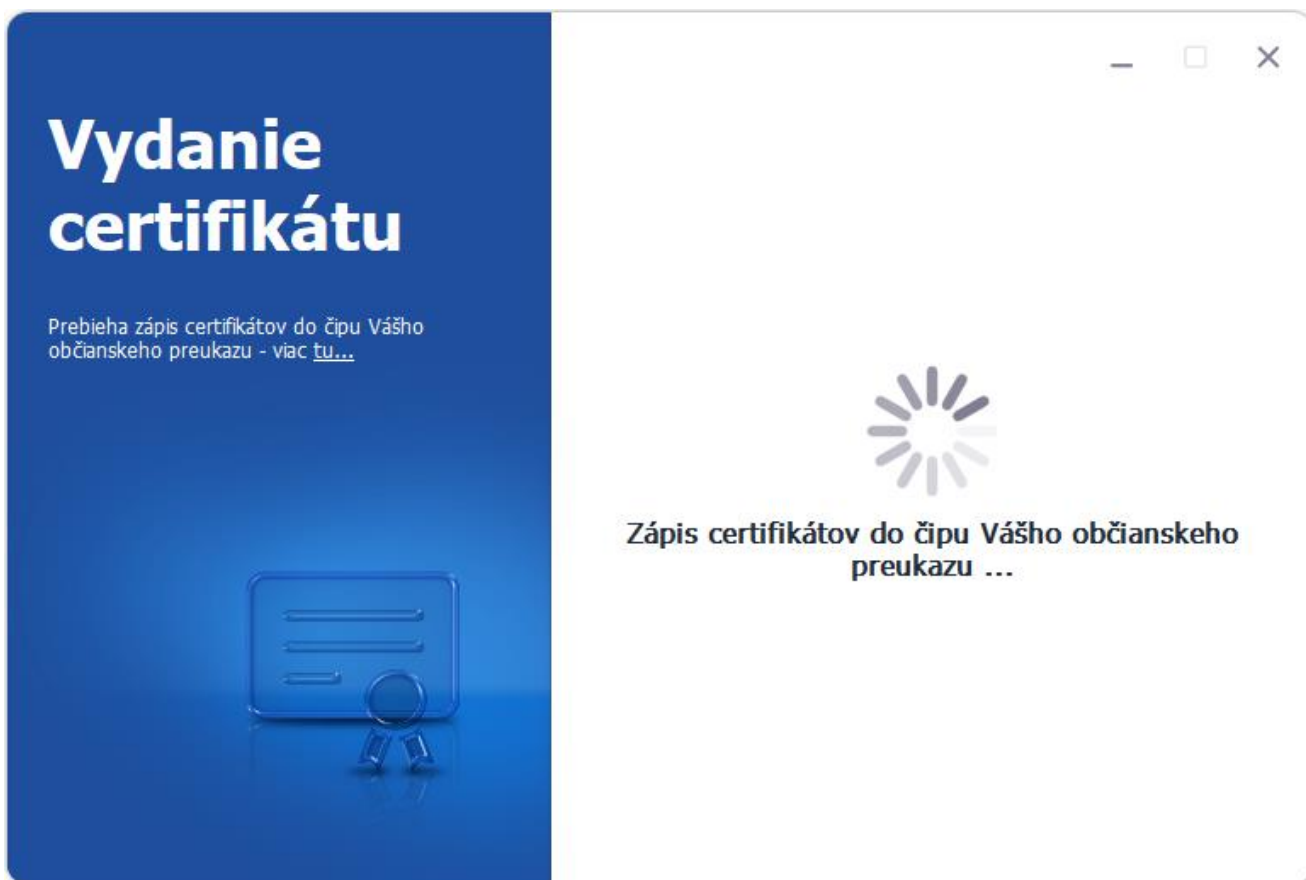 Vydanie
certifikátu
Prebieha zápis certifikátov do čipu Vášho
občianskeho preukazu - viac tu...
Zápis certifikátov do čipu Vášho občianskeho
preukazu ...